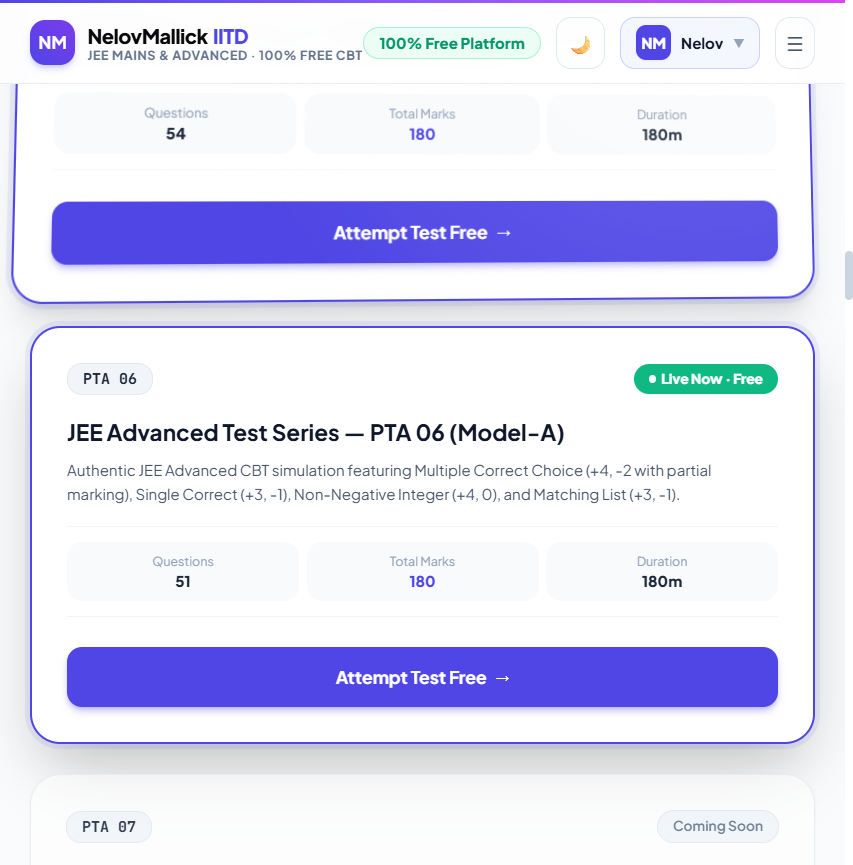 NM
NelovMallick IITD
JEE MAINS & ADVANCED · 100% FREE CBT
100% Free Platform
NM Nelov ▼
Questions
54
Total Marks
180
Duration
180m
Attempt Test Free →
PTA 06
Live Now · Free
JEE Advanced Test Series — PTA 06 (Model-A)
Authentic JEE Advanced CBT simulation featuring Multiple Correct Choice (+4, -2 with partial
marking), Single Correct (+3, -1), Non-Negative Integer (+4, 0), and Matching List (+3, -1).
Questions
51
Total Marks
180
Duration
180m
Attempt Test Free →
PTA 07
Coming Soon